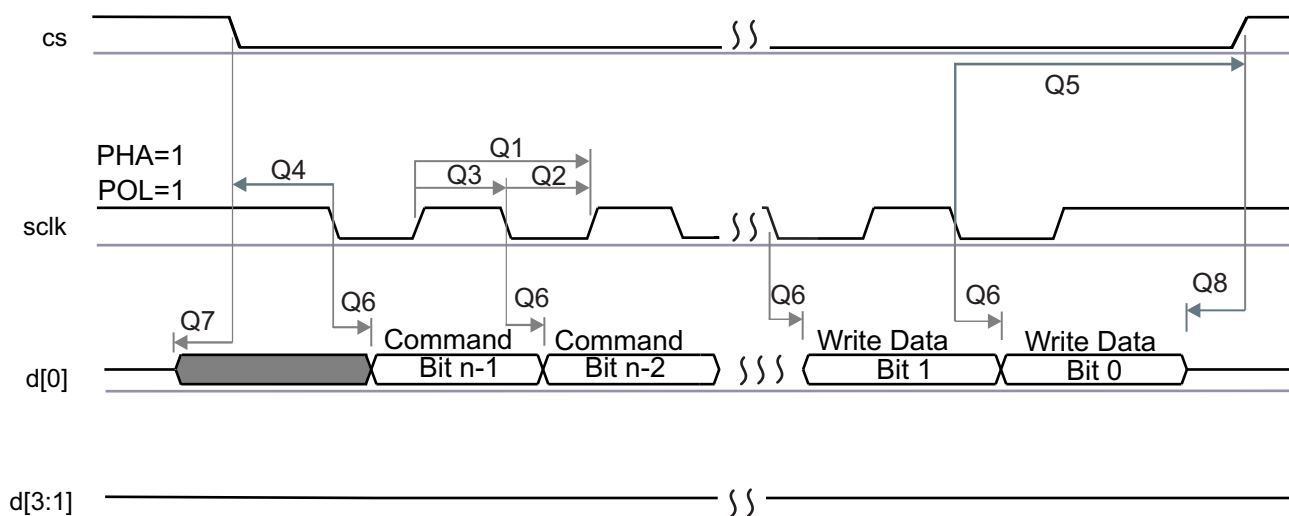 cs
Q5
PHA=1
POL=1
Q4
Q1
Q3
Q2
sclk
Q7
Q6
Q6
Q6
Q6
Q8
Command
Command
Write Data
Write Data
d[0]
Bit n-1
Bit n-2
Bit 1
Bit 0
d[3:1]